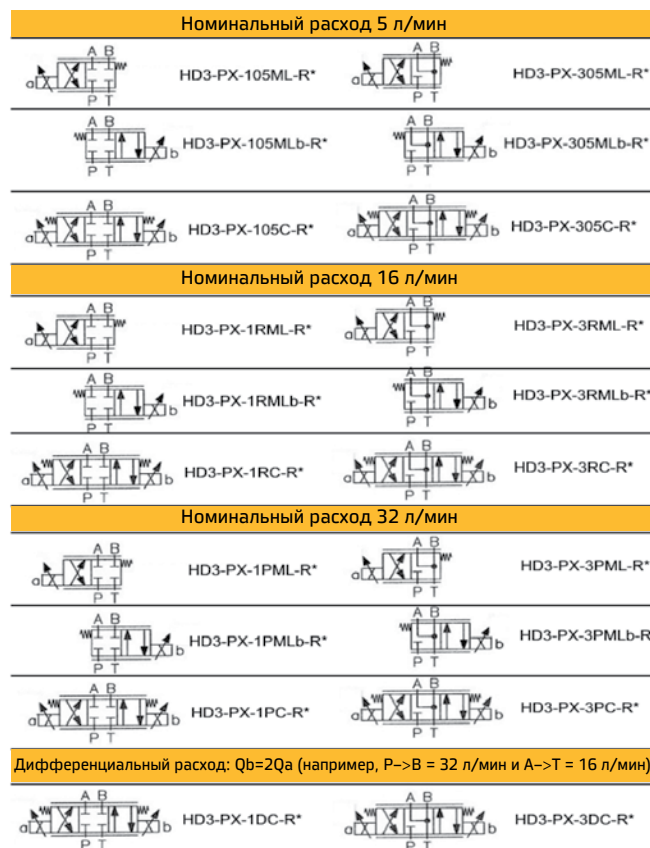 Номинальный расход 5 л/мин
A B
a
P T
HD3-PX-105ML-R*
A B
a
P T
HD3-PX-305ML-R*
A B
b
P T
HD3-PX-105MLb-R*
A B
b
P T
HD3-PX-305MLb-R*
A B
a b
P T
HD3-PX-105C-R*
A B
a b
P T
HD3-PX-305C-R*
Номинальный расход 16 л/мин
A B
a
P T
HD3-PX-1RML-R*
A B
a
P T
HD3-PX-3RML-R*
A B
b
P T
HD3-PX-1RMLb-R*
A B
b
P T
HD3-PX-3RMLb-R*
A B
a b
P T
HD3-PX-1RC-R*
A B
a b
P T
HD3-PX-3RC-R*
Номинальный расход 32 л/мин
A B
a
P T
HD3-PX-1PML-R*
A B
a
P T
HD3-PX-3PML-R*
A B
b
P T
HD3-PX-1PMLb-R*
A B
b
P T
HD3-PX-3PMLb-R
A B
a b
P T
HD3-PX-1PC-R*
A B
a b
P T
HD3-PX-3PC-R*
Дифференциальный расход: Qb=2Qa (например, P–>B = 32 л/мин и A–>T = 16 л/мин)
A B
a b
P T
HD3-PX-1DC-R*
A B
a b
P T
HD3-PX-3DC-R*